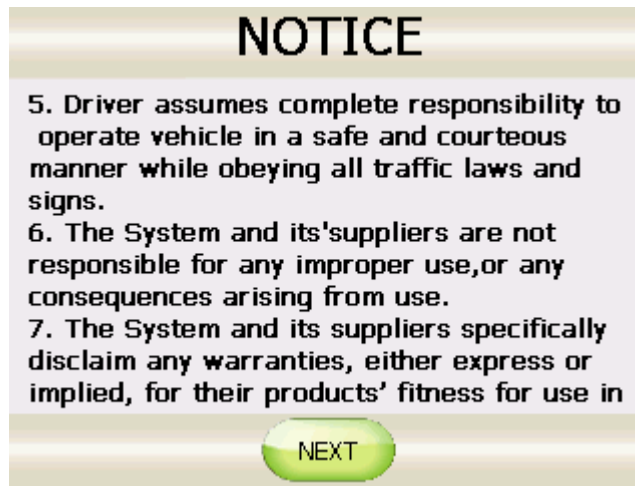 NOTICE
5. Driver assumes complete responsibility to
operate vehicle in a safe and courteous
manner while obeying all traffic laws and
signs.
6. The System and its'suppliers are not
responsible for any improper use,or any
consequences arising from use.
7. The System and its suppliers specifically
disclaim any warranties, either express or
implied, for their products’ fitness for use in
NEXT